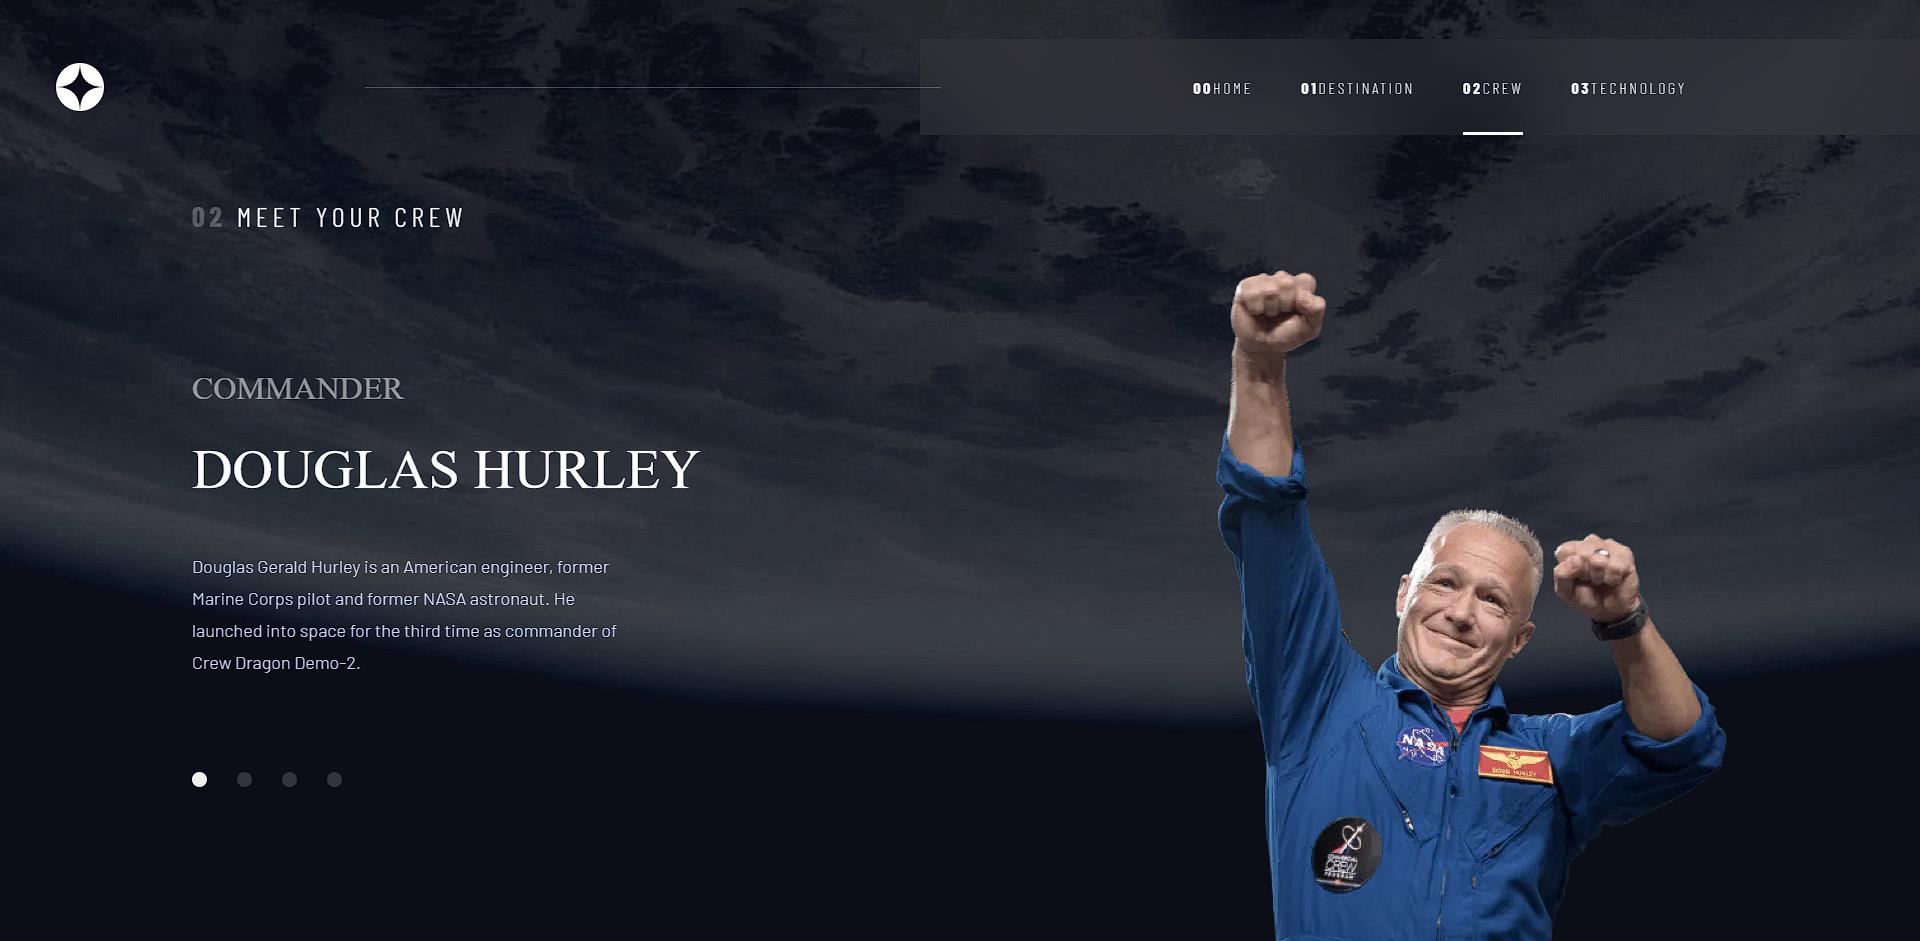 00HOME 01DESTINATION 02CREW 03TECHNOLOGY
02 MEET YOUR CREW
COMMANDER
DOUGLAS HURLEY
Douglas Gerald Hurley is an American engineer, former
Marine Corps pilot and former NASA astronaut. He
launched into space for the third time as commander of
Crew Dragon Demo-2.
NASA
COMMERCIAL
CREW
PROGRAM